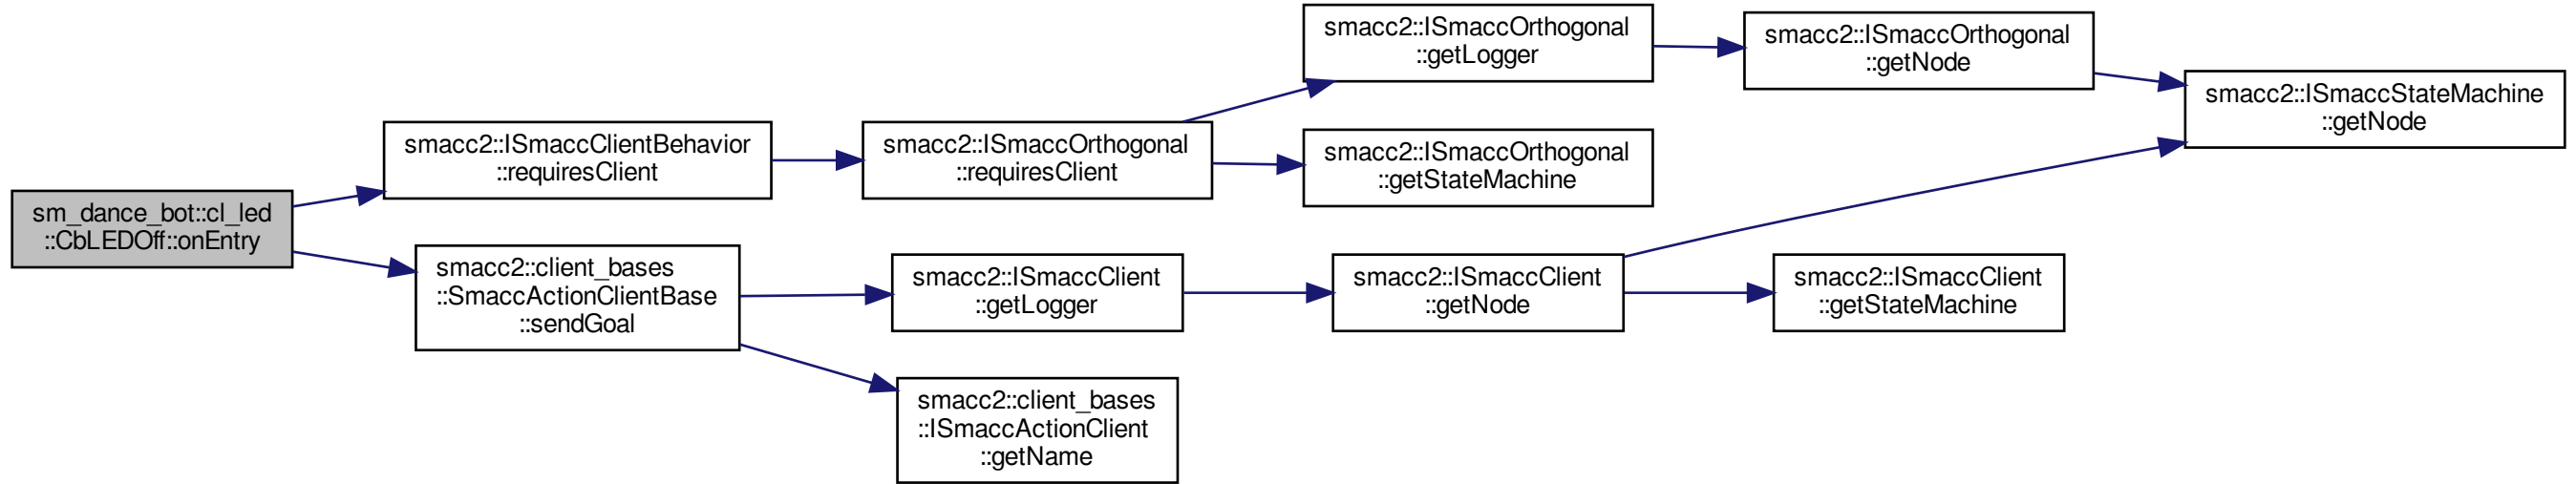 sm_dance_bot::cl_led
::CbLEDOff::onEntry
smacc2::ISmaccClientBehavior
::requiresClient
smacc2::ISmaccOrthogonal
::requiresClient
smacc2::ISmaccOrthogonal
::getLogger
smacc2::ISmaccOrthogonal
::getNode
smacc2::ISmaccStateMachine
::getNode
smacc2::ISmaccOrthogonal
::getStateMachine
smacc2::client_bases
::SmaccActionClientBase
::sendGoal
smacc2::ISmaccClient
::getLogger
smacc2::ISmaccClient
::getNode
smacc2::ISmaccClient
::getStateMachine
smacc2::client_bases
::ISmaccActionClient
::getName